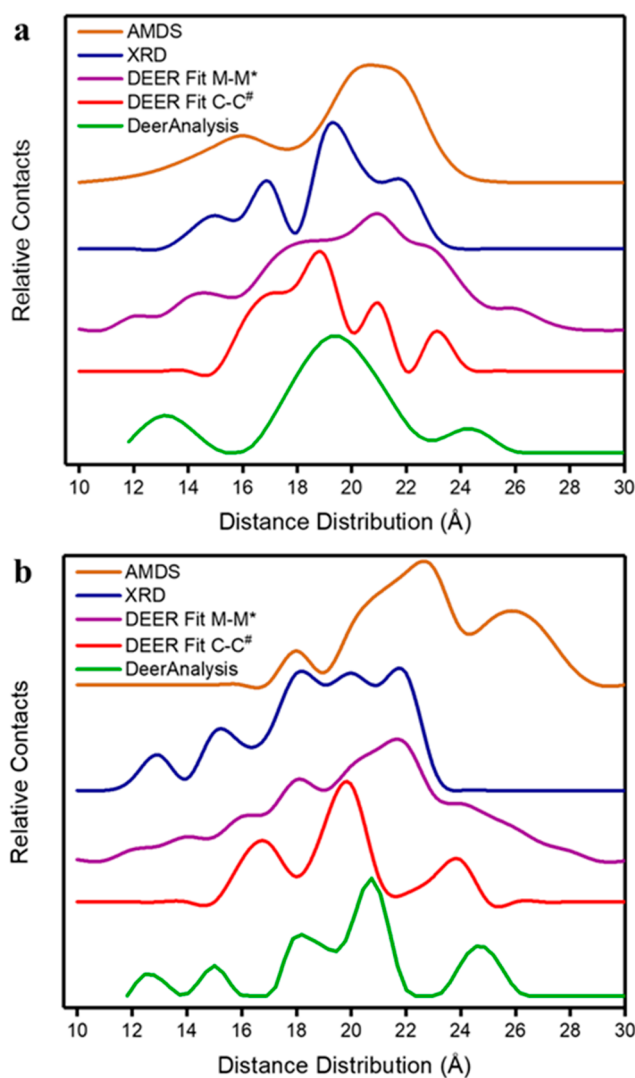 a
AMDS
XRD
DEER Fit M-M*
DEER Fit C-C#
DeerAnalysis
Relative Contacts
10 12 14 16 18 20 22 24 26 28 30
Distance Distribution (Å)
b
AMDS
XRD
DEER Fit M-M*
DEER Fit C-C#
DeerAnalysis
Relative Contacts
10 12 14 16 18 20 22 24 26 28 30
Distance Distribution (Å)